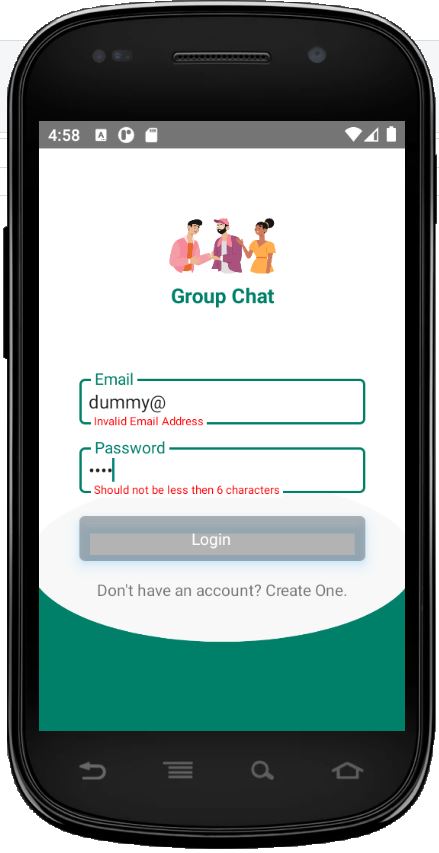 4:58
Group Chat
Email
dummy@
Invalid Email Address
Password
••••
Should not be less then 6 characters
Login
Don't have an account? Create One.